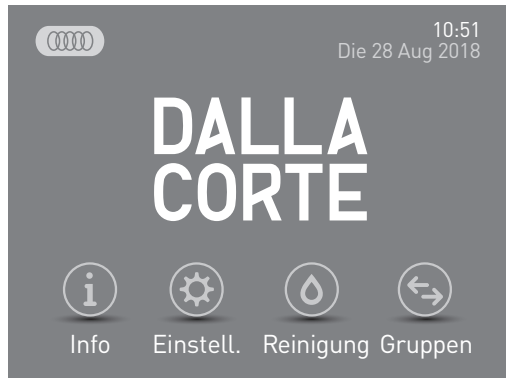 10:51
Die 28 Aug 2018
DALLA
CORTE
Info Einstell. Reinigung Gruppen